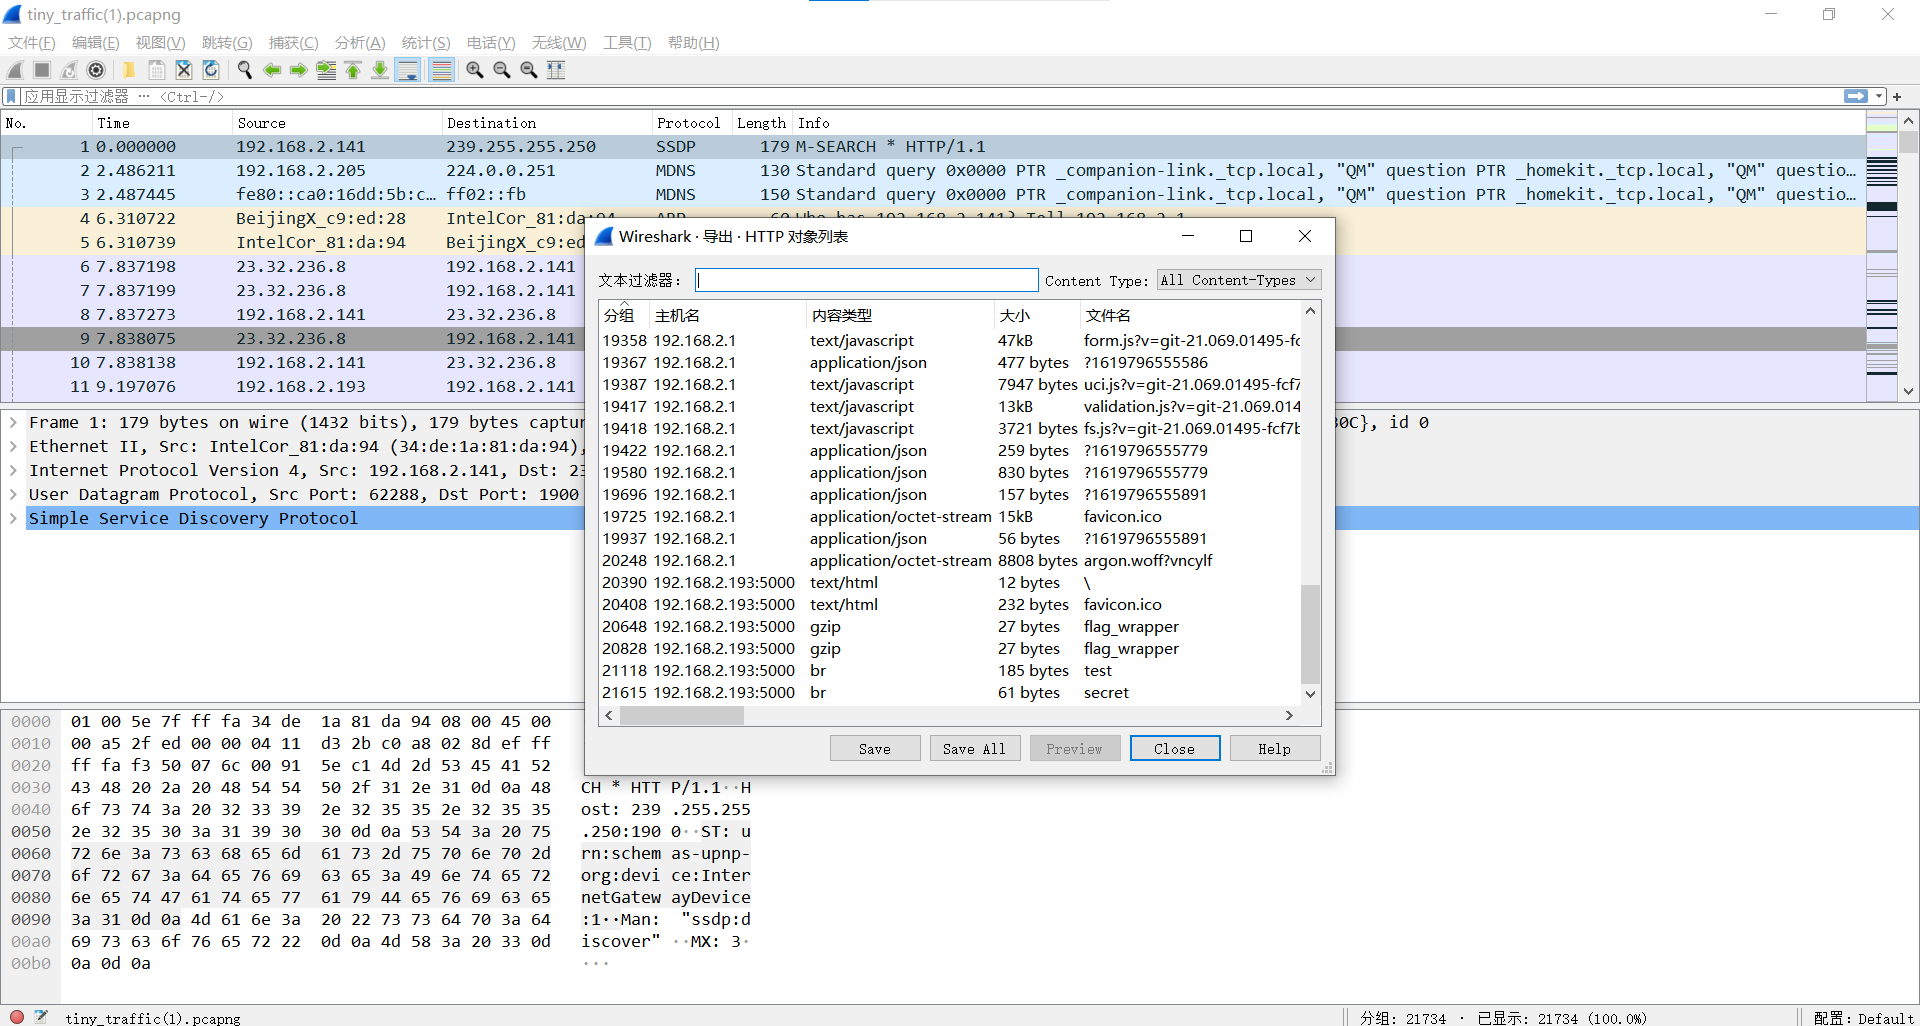 tiny_traffic(1).pcapng
文件(F) 编辑(E) 视图(V) 跳转(G) 捕获(C) 分析(A) 统计(S) 电话(Y) 无线(W) 工具(T) 帮助(H)
应用显示过滤器 … <Ctrl-/>
No. Time Source Destination Protocol Length Info
1 0.000000 192.168.2.141 239.255.255.250 SSDP 179 M-SEARCH * HTTP/1.1
2 2.486211 192.168.2.205 224.0.0.251 MDNS 130 Standard query 0x0000 PTR _companion-link._tcp.local, "QM" question PTR _homekit._tcp.local, "QM" questio…
3 2.487445 fe80::ca0:16dd:5b:c… ff02::fb MDNS 150 Standard query 0x0000 PTR _companion-link._tcp.local, "QM" question PTR _homekit._tcp.local, "QM" questio…
4 6.310722 BeijingX_c9:ed:28 IntelCor_81:da:94 ARP 60 Who has 192.168.2.141? Tell 192.168.2.1
5 6.310739 IntelCor_81:da:94 BeijingX_c9:ed
6 7.837198 23.32.236.8 192.168.2.141
7 7.837199 23.32.236.8 192.168.2.141
8 7.837273 192.168.2.141 23.32.236.8
9 7.838075 23.32.236.8 192.168.2.141
10 7.838138 192.168.2.141 23.32.236.8
11 9.197076 192.168.2.193 192.168.2.141
Frame 1: 179 bytes on wire (1432 bits), 179 bytes captur 30C}, id 0
Ethernet II, Src: IntelCor_81:da:94 (34:de:1a:81:da:94),
Internet Protocol Version 4, Src: 192.168.2.141, Dst: 23
User Datagram Protocol, Src Port: 62288, Dst Port: 1900
Simple Service Discovery Protocol
Wireshark · 导出 · HTTP 对象列表
文本过滤器： Content Type: All Content-Types
分组 主机名 内容类型 大小 文件名
19358 192.168.2.1 text/javascript 47kB form.js?v=git-21.069.01495-fc
19367 192.168.2.1 application/json 477 bytes ?1619796555586
19387 192.168.2.1 text/javascript 7947 bytes uci.js?v=git-21.069.01495-fcf7
19417 192.168.2.1 text/javascript 13kB validation.js?v=git-21.069.014
19418 192.168.2.1 text/javascript 3721 bytes fs.js?v=git-21.069.01495-fcf7b
19422 192.168.2.1 application/json 259 bytes ?1619796555779
19580 192.168.2.1 application/json 830 bytes ?1619796555779
19696 192.168.2.1 application/json 157 bytes ?1619796555891
19725 192.168.2.1 application/octet-stream 15kB favicon.ico
19937 192.168.2.1 application/json 56 bytes ?1619796555891
20248 192.168.2.1 application/octet-stream 8808 bytes argon.woff?vncylf
20390 192.168.2.193:5000 text/html 12 bytes \
20408 192.168.2.193:5000 text/html 232 bytes favicon.ico
20648 192.168.2.193:5000 gzip 27 bytes flag_wrapper
20828 192.168.2.193:5000 gzip 27 bytes flag_wrapper
21118 192.168.2.193:5000 br 185 bytes test
21615 192.168.2.193:5000 br 61 bytes secret
Save Save All Preview Close Help
0000 01 00 5e 7f ff fa 34 de 1a 81 da 94 08 00 45 00
0010 00 a5 2f ed 00 00 04 11 d3 2b c0 a8 02 8d ef ff
0020 ff fa f3 50 07 6c 00 91 5e c1 4d 2d 53 45 41 52
0030 43 48 20 2a 20 48 54 54 50 2f 31 2e 31 0d 0a 48 CH * HTT P/1.1··H
0040 6f 73 74 3a 20 32 33 39 2e 32 35 35 2e 32 35 35 ost: 239 .255.255
0050 2e 32 35 30 3a 31 39 30 30 0d 0a 53 54 3a 20 75 .250:190 0··ST: u
0060 72 6e 3a 73 63 68 65 6d 61 73 2d 75 70 6e 70 2d rn:schem as-upnp-
0070 6f 72 67 3a 64 65 76 69 63 65 3a 49 6e 74 65 72 org:devi ce:Inter
0080 6e 65 74 47 61 74 65 77 61 79 44 65 76 69 63 65 netGatew ayDevice
0090 3a 31 0d 0a 4d 61 6e 3a 20 22 73 73 64 70 3a 64 :1··Man: "ssdp:d
00a0 69 73 63 6f 76 65 72 22 0d 0a 4d 58 3a 20 33 0d iscover" ··MX: 3·
00b0 0a 0d 0a ···
tiny_traffic(1).pcapng 分组: 21734 · 已显示: 21734 (100.0%) 配置: Default